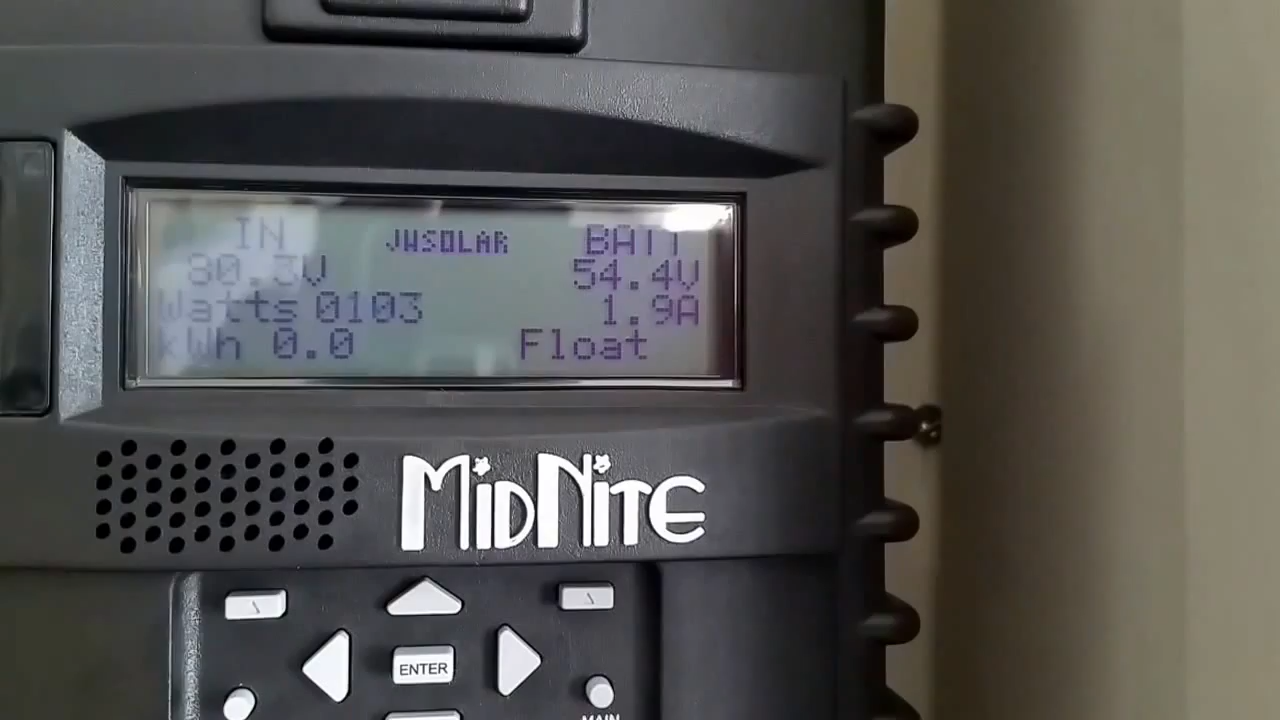 IN JWSOLAR BATT
80.3V 54.4V
Watts 0103 1.9A
kWh 0.0 Float
MIDNITE
ENTER
MAIN